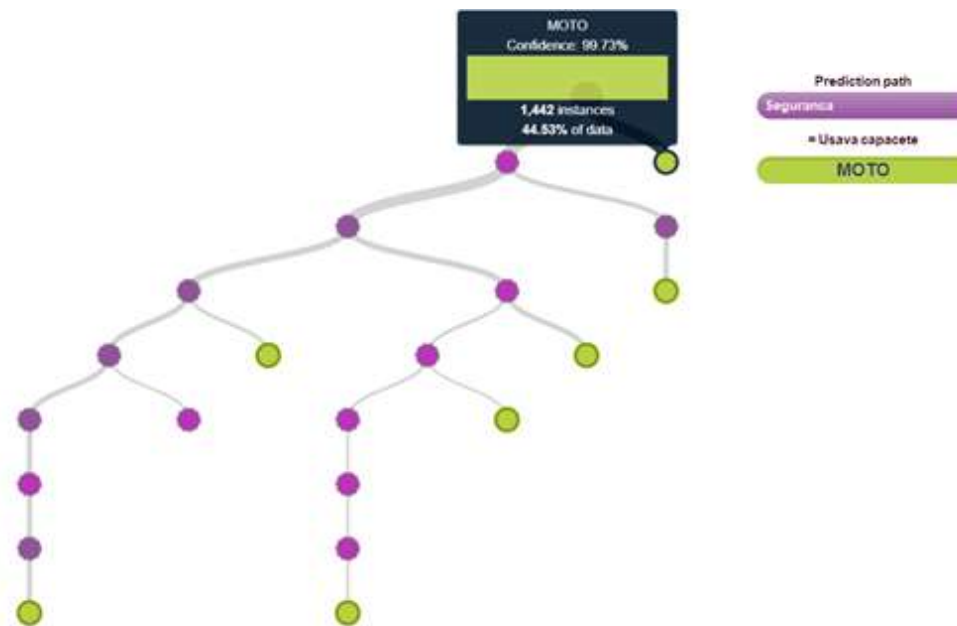 MOTO
Confidence: 99.73%
1,442 instances
44.53% of data
Prediction path
Seguranca
= Usava capacete
MOTO